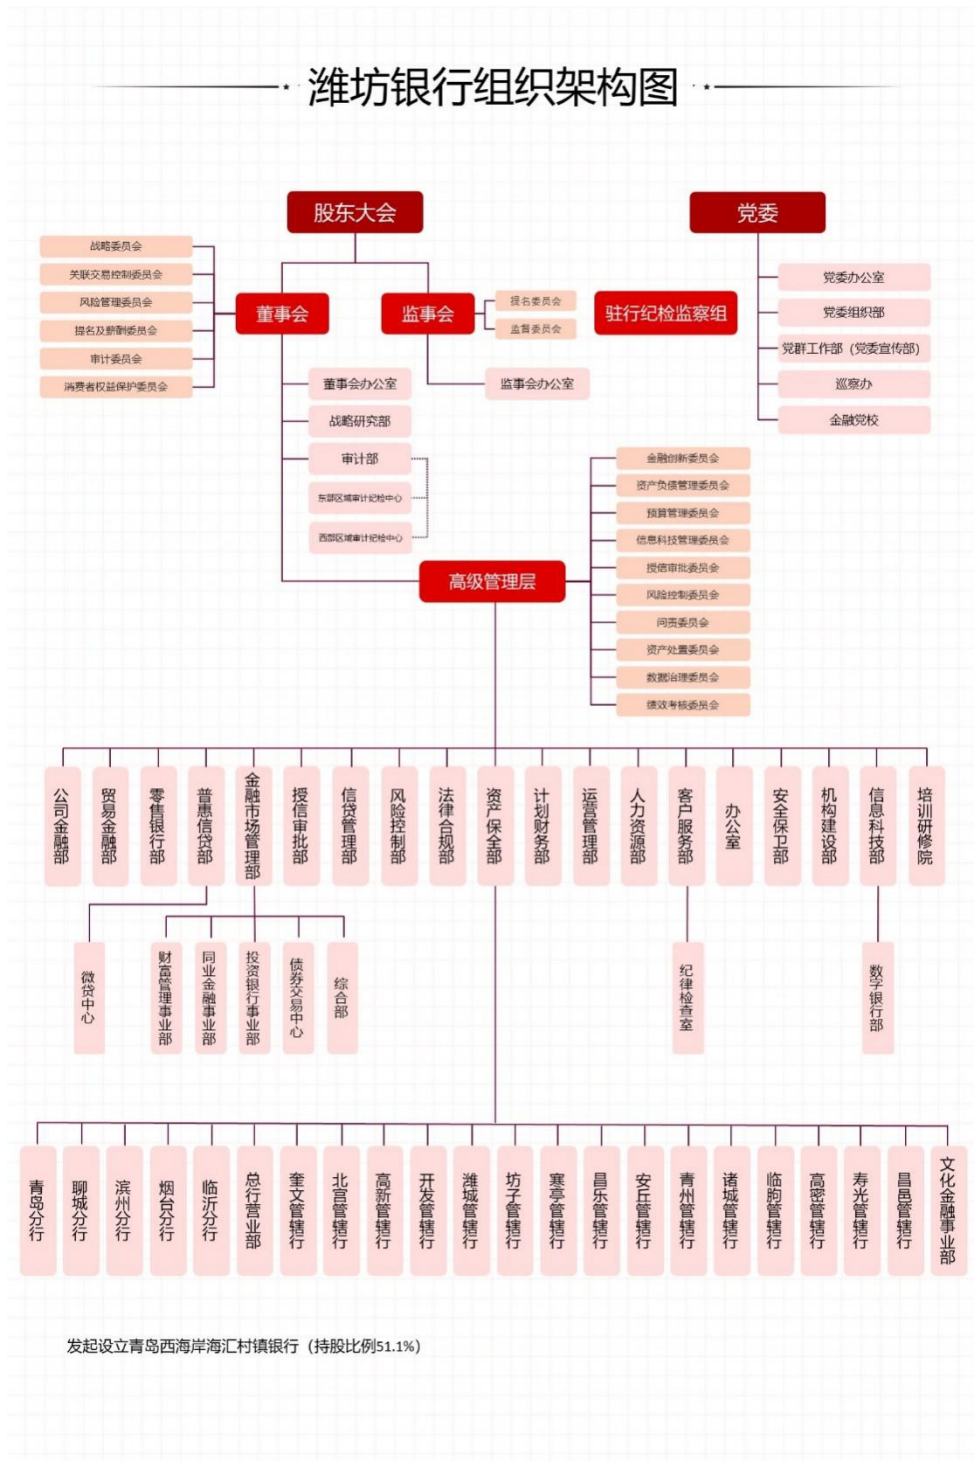 潍坊银行组织架构图
股东大会
党委
战略委员会
关联交易控制委员会
风险管理委员会
提名及薪酬委员会
审计委员会
消费者权益保护委员会
董事会
监事会
提名委员会
监督委员会
驻行纪检监察组
党委办公室
党委组织部
党群工作部（党委宣传部）
巡察办
金融党校
董事会办公室
监事会办公室
战略研究部
审计部
东部区域审计纪检中心
西部区域审计纪检中心
高级管理层
金融创新委员会
资产负债管理委员会
预算管理委员会
信息科技管理委员会
授信审批委员会
风险控制委员会
问责委员会
资产处置委员会
数据治理委员会
绩效考核委员会
公司金融部
贸易金融部
零售银行部
普惠信贷部
金融市场管理部
授信审批部
信贷管理部
风险控制部
法律合规部
资产保全部
计划财务部
运营管理部
人力资源部
客户服务部
办公室
安全保卫部
机构建设部
信息科技部
培训研修院
微贷中心
财富管理事业部
同业金融事业部
投资银行事业部
债券交易中心
综合部
纪律检查室
数字银行部
青岛分行
聊城分行
滨州分行
烟台分行
临沂分行
总行营业部
奎文管辖行
北宫管辖行
高新管辖行
开发管辖行
潍城管辖行
坊子管辖行
寒亭管辖行
昌乐管辖行
安丘管辖行
青州管辖行
诸城管辖行
临朐管辖行
高密管辖行
寿光管辖行
昌邑管辖行
文化金融事业部
发起设立青岛西海岸海汇村镇银行（持股比例51.1%）